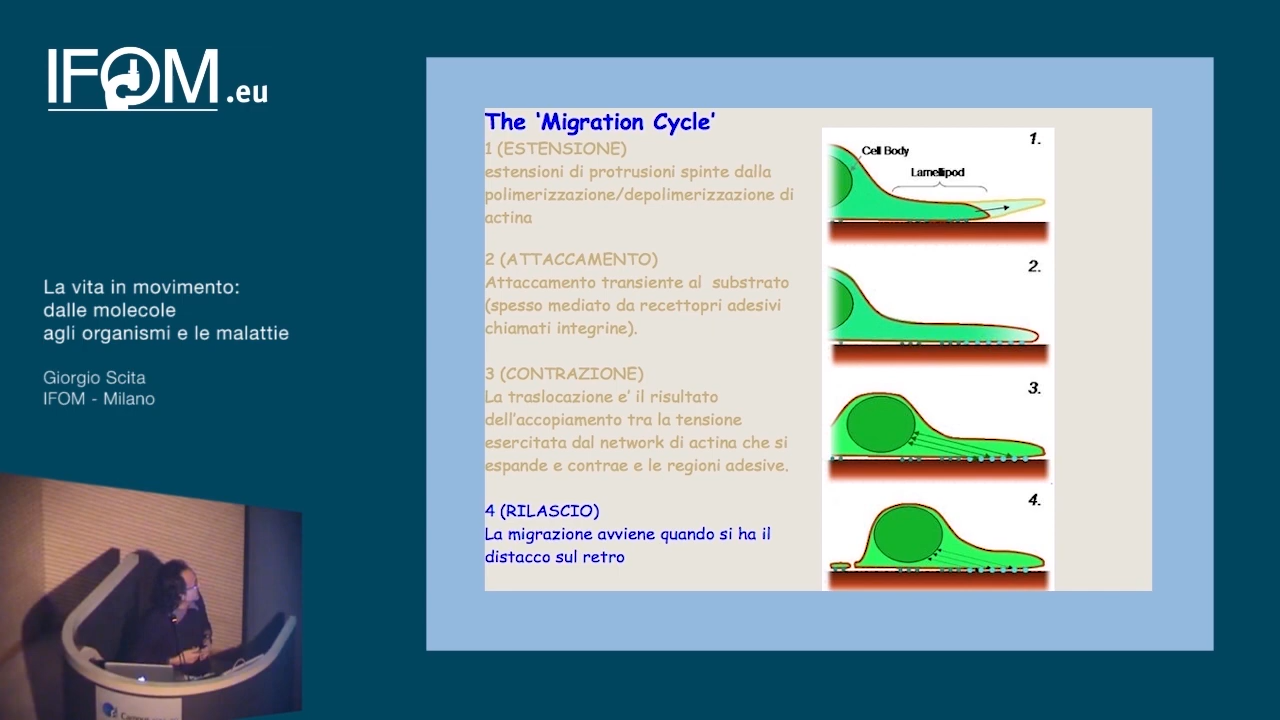 IFOM.eu
La vita in movimento:
dalle molecole
agli organismi e le malattie
Giorgio Scita
IFOM - Milano
The ‘Migration Cycle’
1 (ESTENSIONE)
estensioni di protrusioni spinte dalla
polimerizzazione/depolimerizzazione di
actina
2 (ATTACCAMENTO)
Attaccamento transiente al substrato
(spesso mediato da recettopri adesivi
chiamati integrine).
3 (CONTRAZIONE)
La traslocazione e' il risultato
dell'accopiamento tra la tensione
esercitata dal network di actina che si
espande e contrae e le regioni adesive.
4 (RILASCIO)
La migrazione avviene quando si ha il
distacco sul retro
1.
Cell Body
Lamellipod
2.
3.
4.